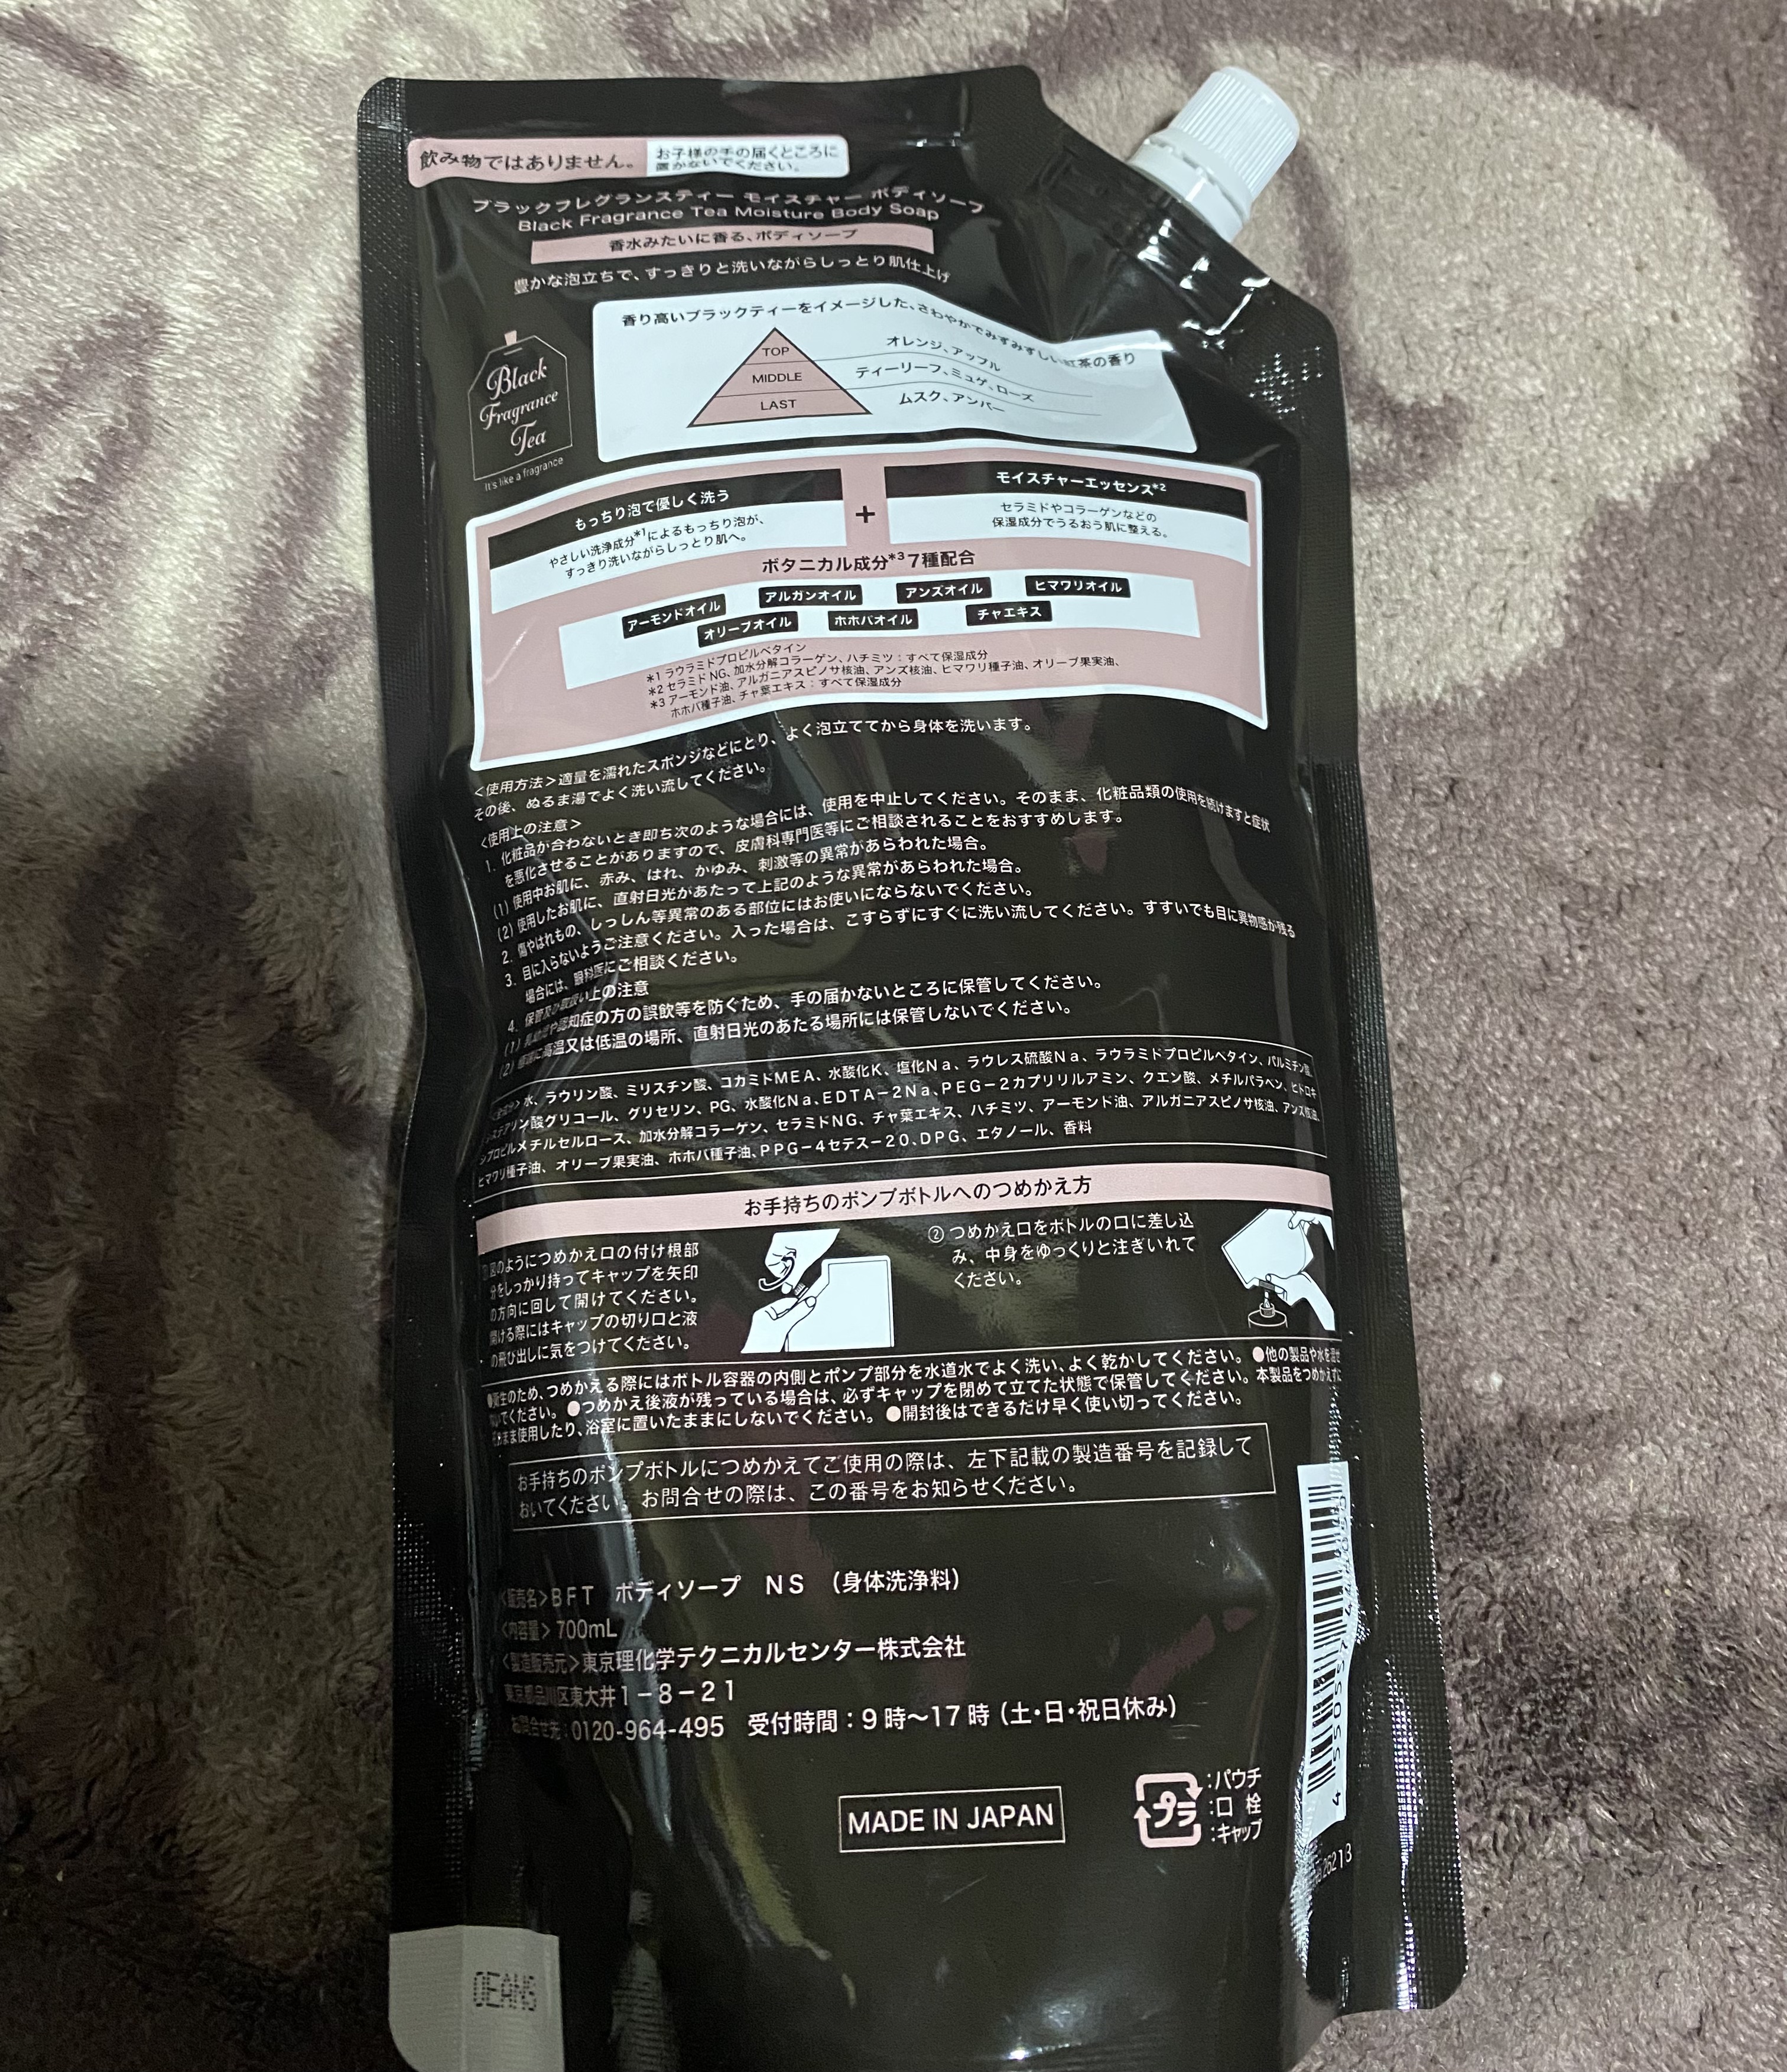 飲み物ではありません。
お子様の手の届くところに
置かないでください。
ブラックフレグランスティー モイスチャー ボディソープ
Black Fragrance Tea Moisture Body Soap
香水みたいに香る、ボディソープ
豊かな泡立ちで、すっきりと洗いながらしっとり肌仕上げ
Black
Fragrance
Tea
It's like a fragrance
香り高いブラックティーをイメージした、さわやかでみずみずしい紅茶の香り
TOP オレンジ、アップル
MIDDLE ティーリーフ、ミュゲ、ローズ
LAST ムスク、アンバー
もっちり泡で優しく洗う
やさしい洗浄成分*1によるもっちり泡が、
すっきり洗いながらしっとり肌へ。
+
モイスチャーエッセンス*2
セラミドやコラーゲンなどの
保湿成分でうるおう肌に整える。
ボタニカル成分*3 7種配合
アーモンドオイル アルガンオイル アンズオイル ヒマワリオイル
オリーブオイル ホホバオイル チャエキス
*1 ラウラミドプロピルベタイン
*2 セラミドNG、加水分解コラーゲン、ハチミツ:すべて保湿成分
*3 アーモンド油、アルガニアスピノサ核油、アンズ核油、ヒマワリ種子油、オリーブ果実油、
ホホバ種子油、チャ葉エキス:すべて保湿成分
<使用方法>適量を濡れたスポンジなどにとり、よく泡立ててから身体を洗います。
その後、ぬるま湯でよく洗い流してください。
<使用上の注意>
1. 化粧品が合わないとき即ち次のような場合には、使用を中止してください。そのまま、化粧品類の使用を続けますと症状
を悪化させることがありますので、皮膚科専門医等にご相談されることをおすすめします。
(1) 使用中お肌に、赤み、はれ、かゆみ、刺激等の異常があらわれた場合。
(2) 使用したお肌に、直射日光があたって上記のような異常があらわれた場合。
2. 傷やはれもの、しっしん等異常のある部位にはお使いにならないでください。
3. 目に入らないようご注意ください。入った場合は、こすらずにすぐに洗い流してください。すすいでも目に異物感が残る
場合には、眼科医にご相談ください。
4. 保管及び取扱い上の注意
(1) 乳幼児や認知症の方の誤飲等を防ぐため、手の届かないところに保管してください。
(2) 極端に高温又は低温の場所、直射日光のあたる場所には保管しないでください。
水、ラウリン酸、ミリスチン酸、コカミドMEA、水酸化K、塩化Na、ラウレス硫酸Na、ラウラミドプロピルベタイン、パルミチン酸、
ジステアリン酸グリコール、グリセリン、PG、水酸化Na、EDTA−2Na、PEG−2カプリリルアミン、クエン酸、メチルパラベン、ヒドロキ
シプロピルメチルセルロース、加水分解コラーゲン、セラミドNG、チャ葉エキス、ハチミツ、アーモンド油、アルガニアスピノサ核油、アンズ核油、
ヒマワリ種子油、オリーブ果実油、ホホバ種子油、PPG−4セテス−20、DPG、エタノール、香料
お手持ちのポンプボトルへのつめかえ方
図のようにつめかえ口の付け根部
分をしっかり持ってキャップを矢印
の方向に回して開けてください。
開ける際にはキャップの切り口と液
の飛び出しに気をつけてください。
② つめかえ口をボトルの口に差し込
み、中身をゆっくりと注ぎいれて
ください。
●衛生のため、つめかえる際にはボトル容器の内側とポンプ部分を水道水でよく洗い、よく乾かしてください。●他の製品や水を混ぜ
ないでください。●つめかえ後液が残っている場合は、必ずキャップを閉めて立てた状態で保管してください。本製品をつめかえずに
そのまま使用したり、浴室に置いたままにしないでください。●開封後はできるだけ早く使い切ってください。
お手持ちのポンプボトルにつめかえてご使用の際は、左下記載の製造番号を記録して
おいてください。お問合せの際は、この番号をお知らせください。
<販売名>BFT ボディソープ NS (身体洗浄料)
<内容量> 700mL
<製造販売元>東京理化学テクニカルセンター株式会社
東京都品川区東大井1−8−21
お問合せ先:0120-964-495 受付時間:9時〜17時(土・日・祝日休み)
MADE IN JAPAN
プラ
:パウチ
:口 栓
:キャップ